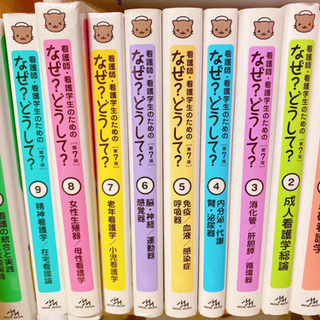 看護の統合と実践
看護師・看護学生のための
なぜ?どうして?
第7版
9
精神看護学/在宅看護論
看護師・看護学生のための
なぜ?どうして?
第7版
8
女性生殖器/母性看護学
看護師・看護学生のための
なぜ?どうして?
第7版
7
老年看護学/小児看護学
看護師・看護学生のための
なぜ?どうして?
第7版
6
脳・神経/運動器
感覚器
看護師・看護学生のための
なぜ?どうして?
第7版
5
免疫/血液/感染症
呼吸器
看護師・看護学生のための
なぜ?どうして?
第7版
4
内分泌・代謝
腎・泌尿器
看護師・看護学生のための
なぜ?どうして?
第7版
3
消化管/肝胆膵/循環器
看護師・看護学生のための
なぜ?どうして?
第7版
2
成人看護学総論